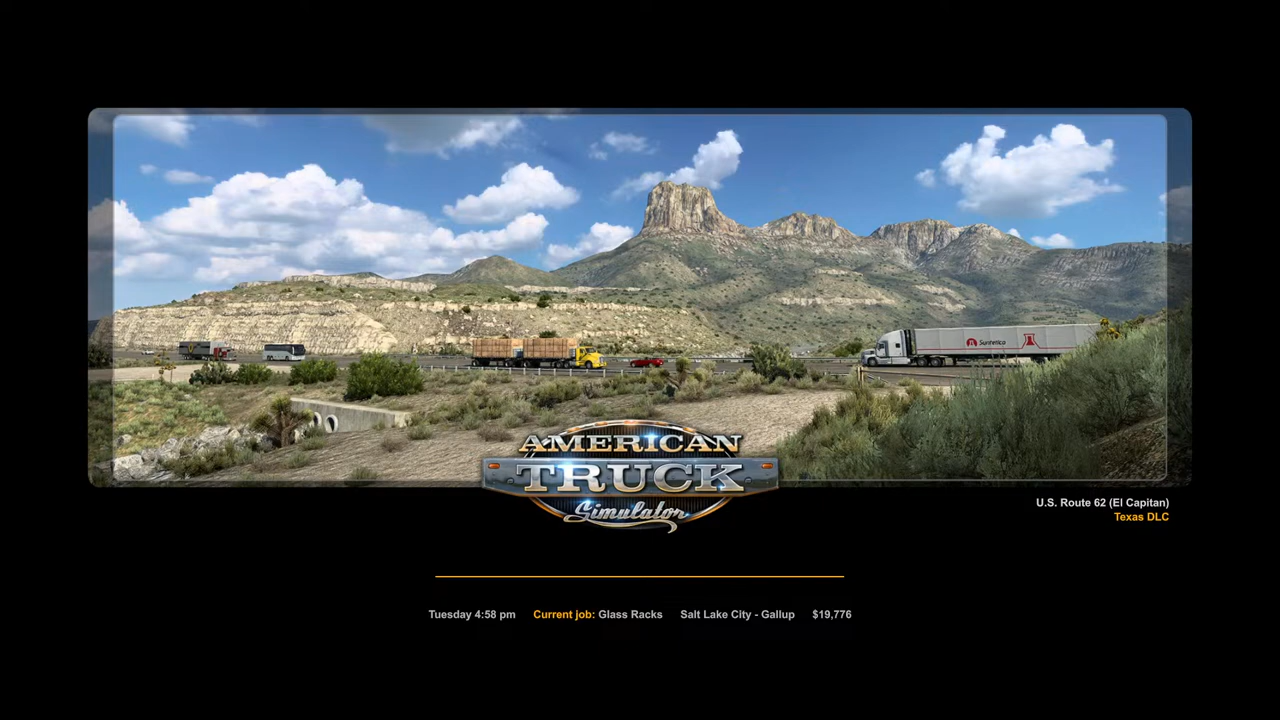 Suntetica
AMERICAN
TRUCK
Simulator
U.S. Route 62 (El Capitan)
Texas DLC
Tuesday 4:58 pm Current job: Glass Racks Salt Lake City - Gallup $19,776